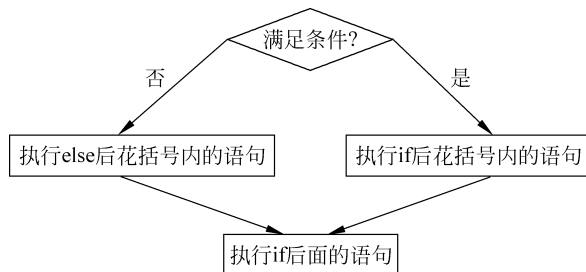 满足条件?
否
是
执行else后花括号内的语句
执行if后花括号内的语句
执行if后面的语句